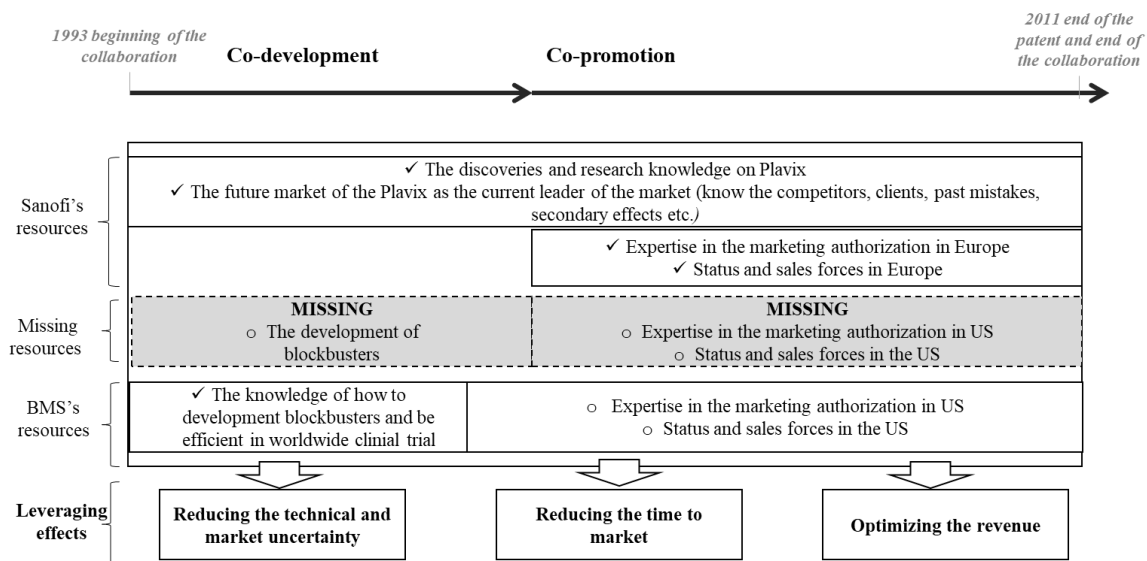 1993 beginning of the
collaboration
Co-development
Co-promotion
2011 end of the
patent and end of
the collaboration
Sanofi's
resources
✓ The discoveries and research knowledge on Plavix
✓ The future market of the Plavix as the current leader of the market (know the competitors, clients, past mistakes,
secondary effects etc.)
✓ Expertise in the marketing authorization in Europe
✓ Status and sales forces in Europe
Missing
resources
MISSING
o The development of
blockbusters
MISSING
o Expertise in the marketing authorization in US
o Status and sales forces in the US
BMS's
resources
✓ The knowledge of how to
development blockbusters and be
efficient in worldwide clinial trial
o Expertise in the marketing authorization in US
o Status and sales forces in the US
Leveraging
effects
Reducing the technical and
market uncertainty
Reducing the time to
market
Optimizing the revenue